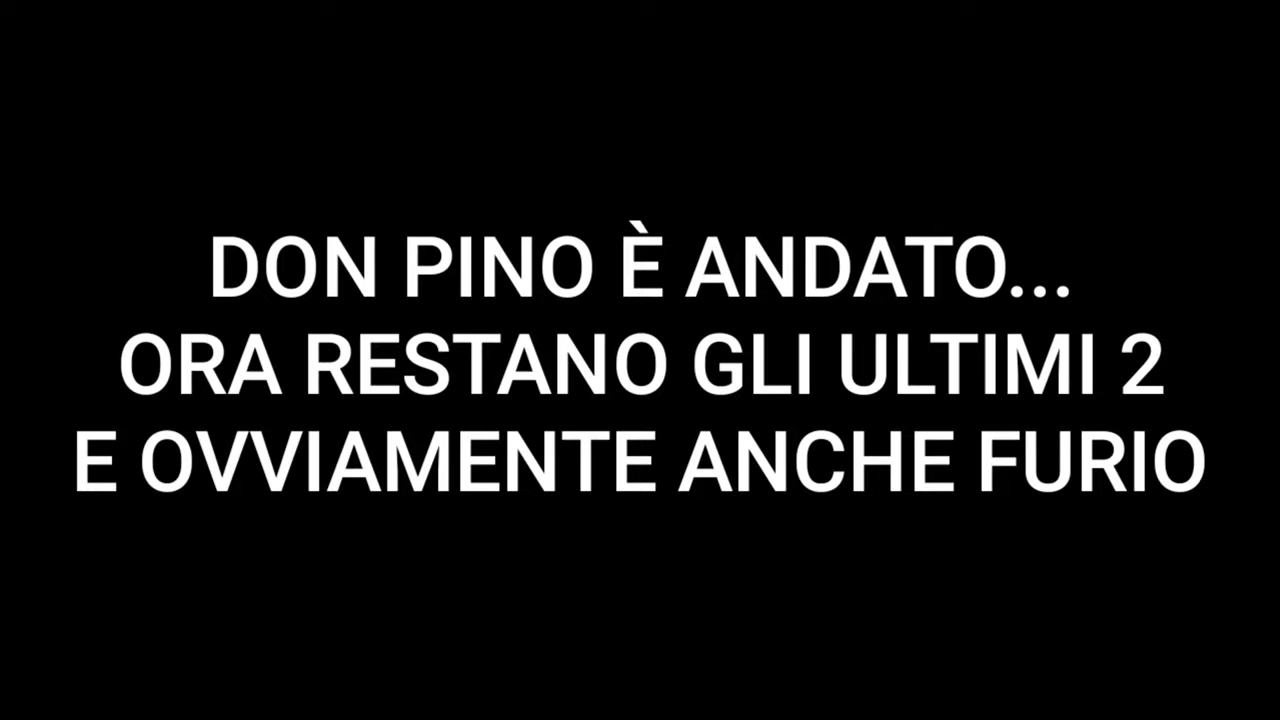 DON PINO È ANDATO...
ORA RESTANO GLI ULTIMI 2
E OVVIAMENTE ANCHE FURIO